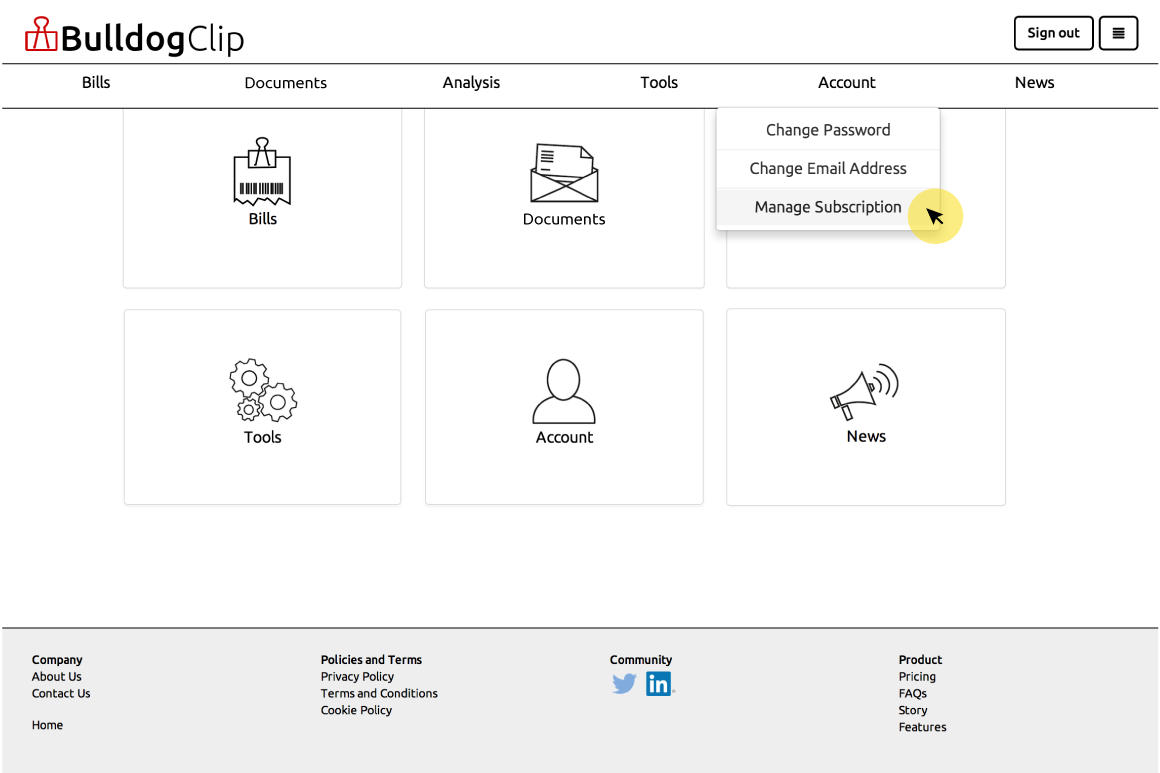 BulldogClip
Sign out
Bills Documents Analysis Tools Account News
Change Password
Change Email Address
Manage Subscription
Bills
Documents
Tools
Account
News
Company
About Us
Contact Us
Home
Policies and Terms
Privacy Policy
Terms and Conditions
Cookie Policy
Community
in
Product
Pricing
FAQs
Story
Features